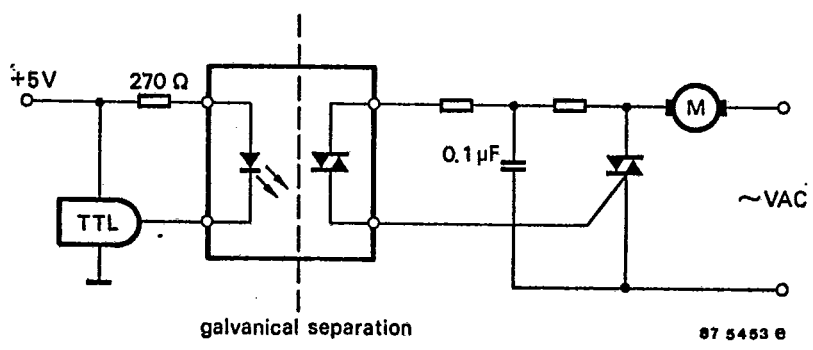 +5V
270 Ω
M
0.1 µF
~VAC
TTL
galvanical separation
87 5453 e